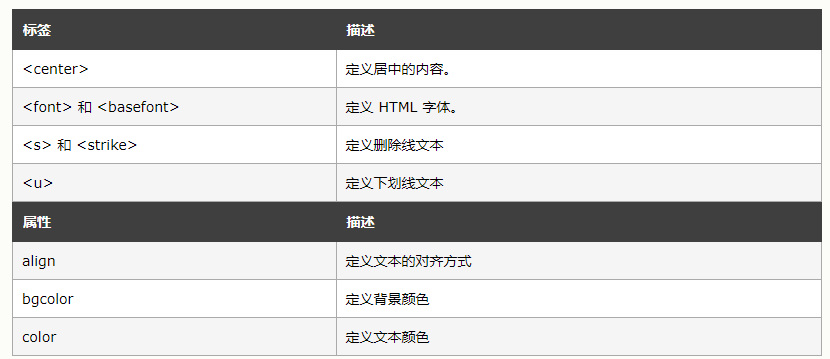 标签 描述
<center> 定义居中的内容。
<font> 和 <basefont> 定义 HTML 字体。
<s> 和 <strike> 定义删除线文本
<u> 定义下划线文本
属性 描述
align 定义文本的对齐方式
bgcolor 定义背景颜色
color 定义文本颜色